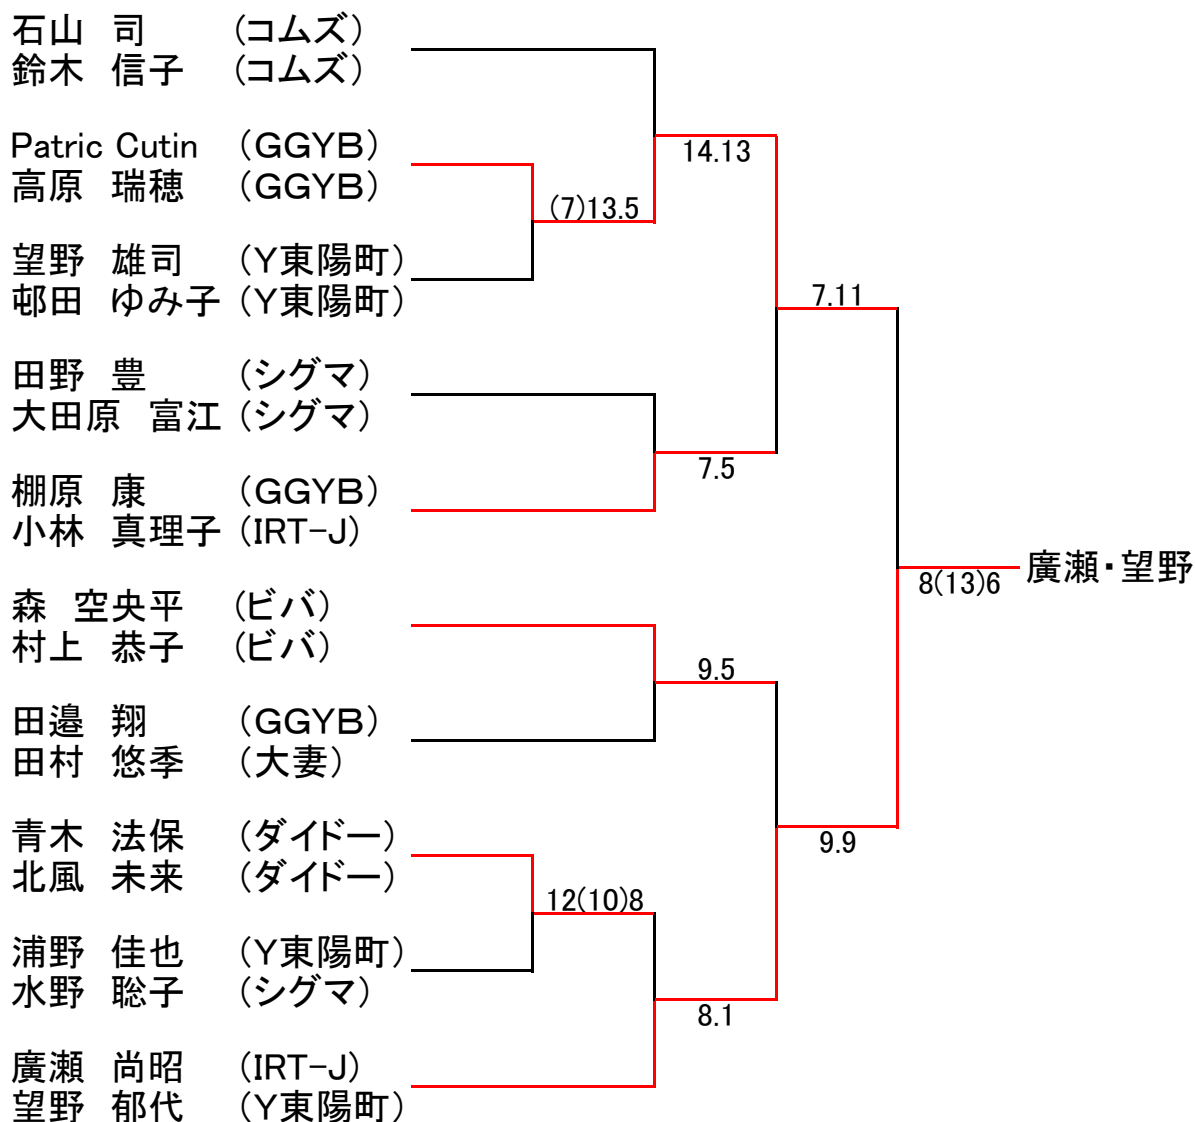 石山 司 (コムズ)
鈴木 信子 (コムズ)
Patric Cutin (GGYB)
高原 瑞穂 (GGYB)
望野 雄司 (Y東陽町)
邨田 ゆみ子 (Y東陽町)
田野 豊 (シグマ)
大田原 富江 (シグマ)
棚原 康 (GGYB)
小林 真理子 (IRT-J)
森 空央平 (ビバ)
村上 恭子 (ビバ)
田邉 翔 (GGYB)
田村 悠季 (大妻)
青木 法保 (ダイドー)
北風 未来 (ダイドー)
浦野 佳也 (Y東陽町)
水野 聡子 (シグマ)
廣瀬 尚昭 (IRT-J)
望野 郁代 (Y東陽町)
(7)13.5
12(10)8
14.13
7.5
9.5
8.1
7.11
9.9
8(13)6
廣瀬・望野